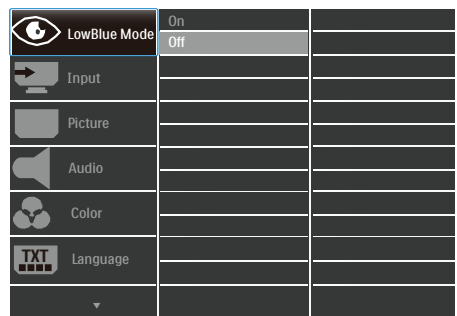 LowBlue Mode
On
Off
Input
Picture
Audio
Color
TXT
Language